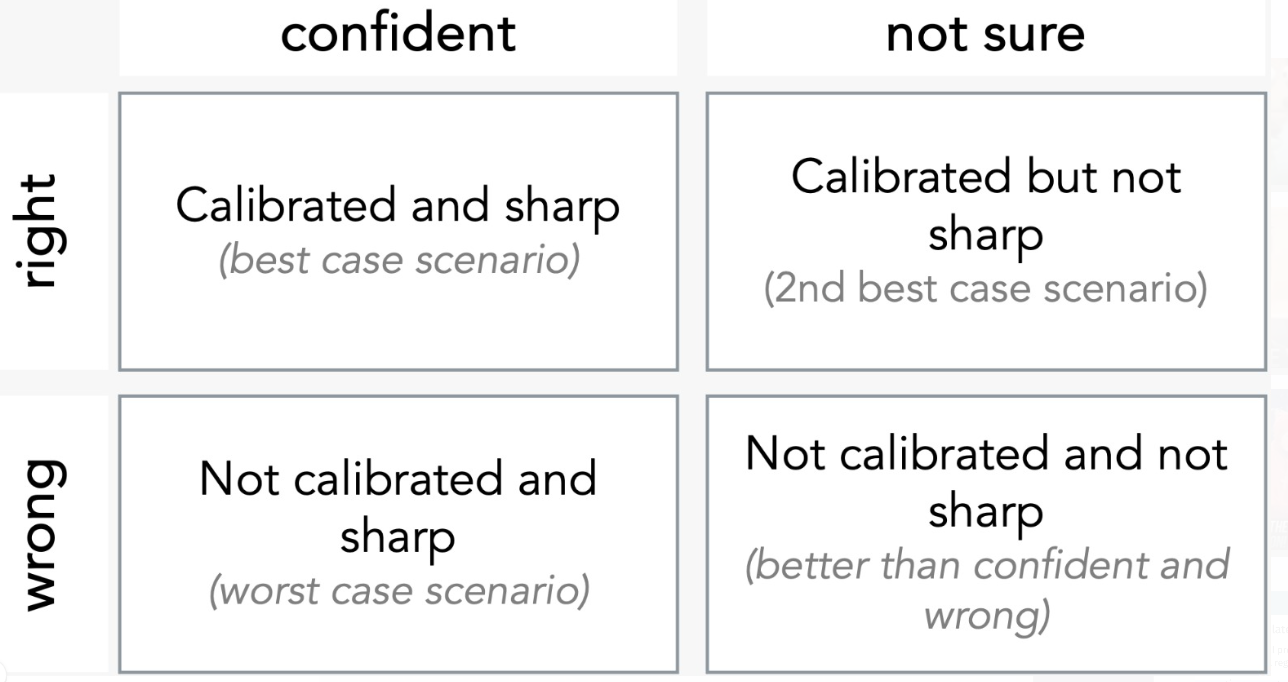 confident
not sure
right
Calibrated and sharp
(best case scenario)
Calibrated but not
sharp
(2nd best case scenario)
wrong
Not calibrated and
sharp
(worst case scenario)
Not calibrated and not
sharp
(better than confident and
wrong)